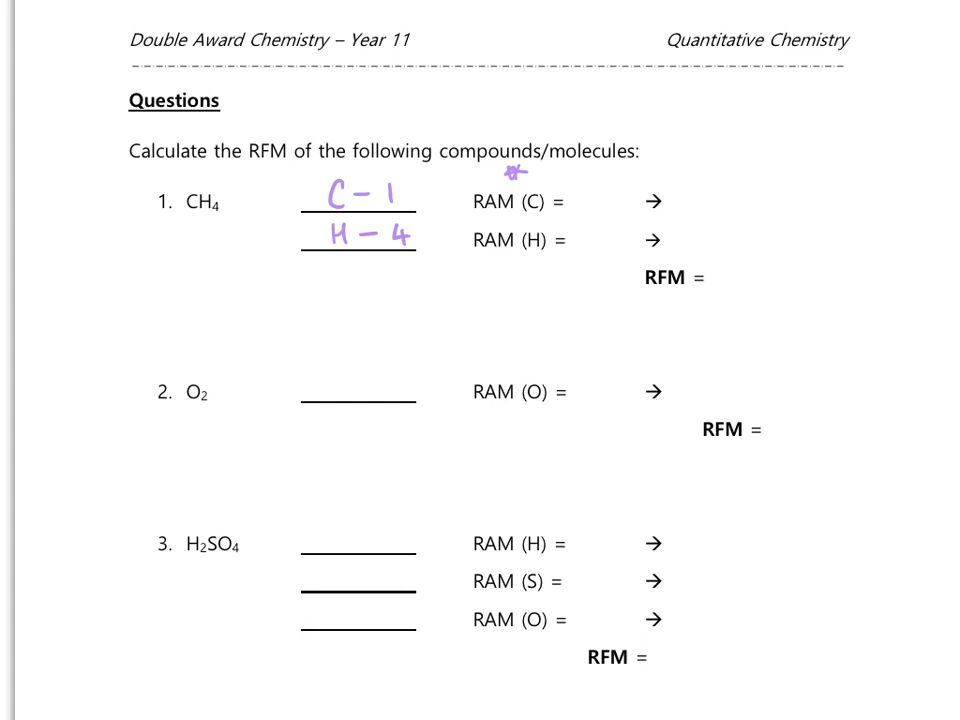 Double Award Chemistry – Year 11 Quantitative Chemistry
Questions
Calculate the RFM of the following compounds/molecules:
1. CH₄ C - 1 RAM (C) = →
H - 4 RAM (H) = →
RFM =
2. O₂ RAM (O) = →
RFM =
3. H₂SO₄ RAM (H) = →
RAM (S) = →
RAM (O) = →
RFM =